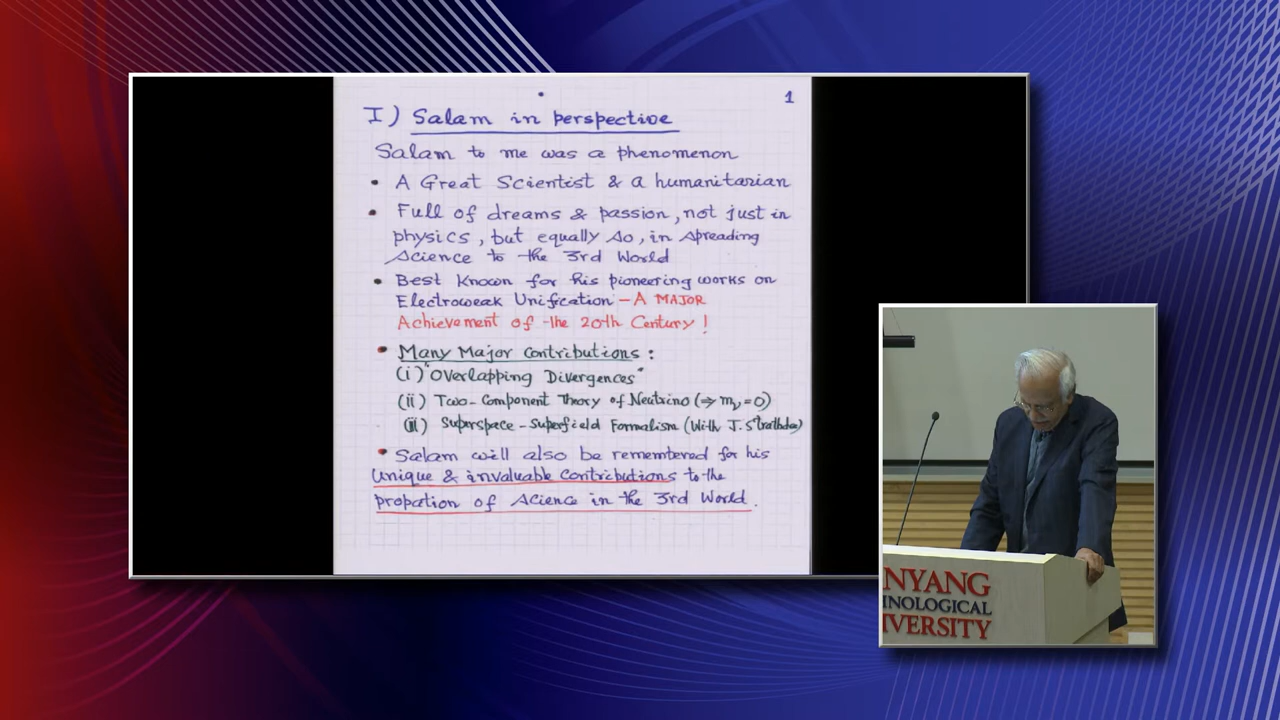 1
I) Salam in perspective
Salam to me was a phenomenon
• A Great Scientist & a humanitarian
• Full of dreams & passion, not just in
physics, but equally so, in spreading
science to the 3rd World
• Best known for his pioneering works on
Electroweak Unification – A MAJOR
Achievement of the 20th Century!
• Many Major Contributions:
(i) "Overlapping Divergences"
(ii) Two-Component Theory of Neutrino (⇒ mν=0)
(iii) Superspace-Superfield Formalism (With J. Strathdee)
• Salam will also be remembered for his
Unique & invaluable contributions to the
propation of science in the 3rd World.
NYANG
HNOLOGICAL
IVERSITY